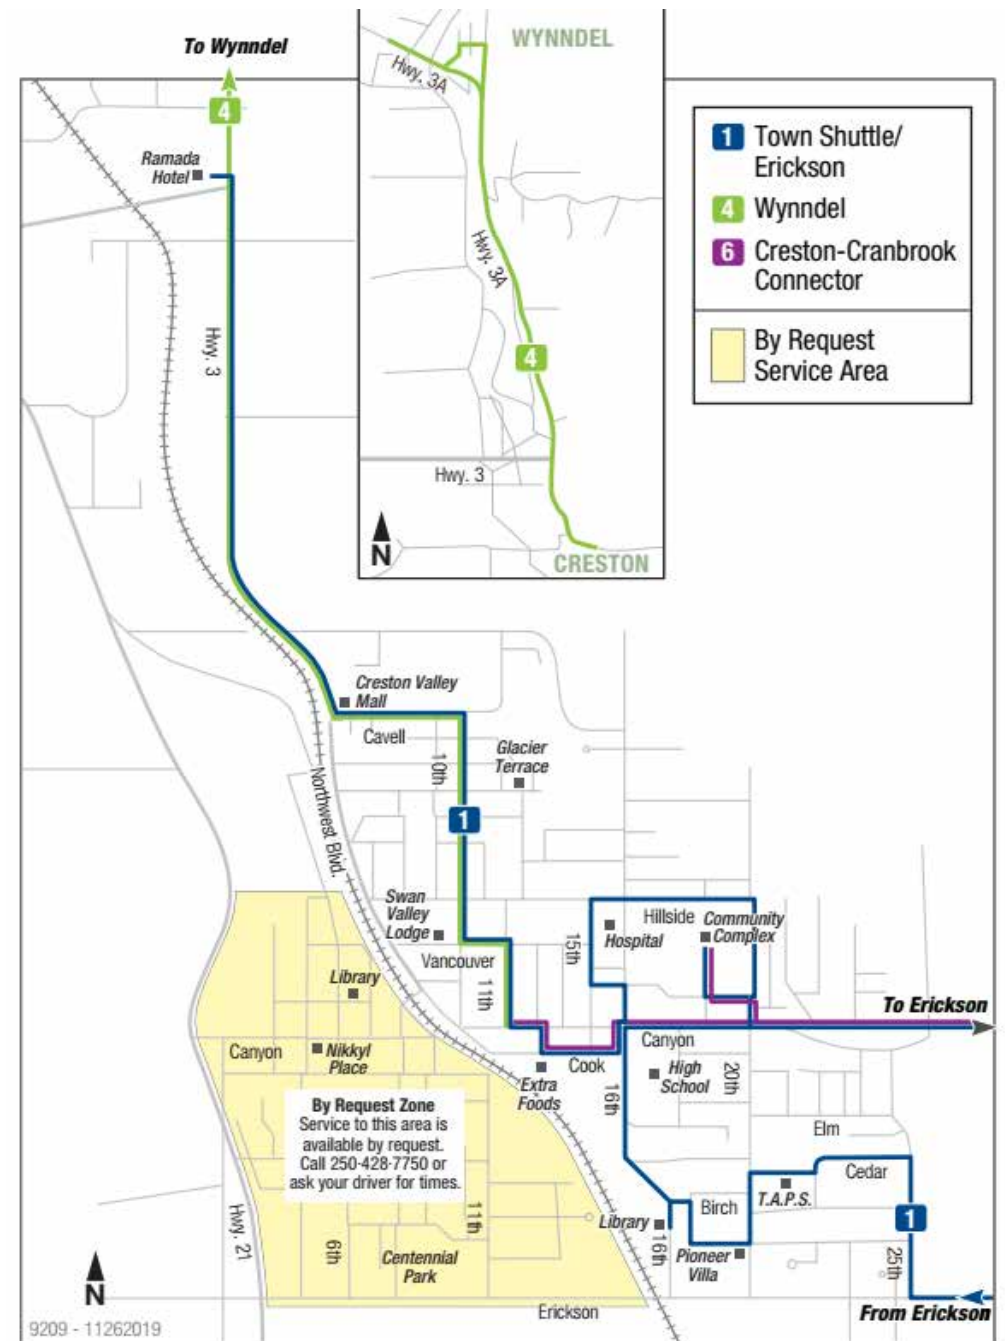 To Wynndel
4
Ramada
Hotel
Hwy. 3
WYNNDEL
Hwy. 3A
Hwy. 3A
4
Hwy. 3
N
CRESTON
1 Town Shuttle/
Erickson
4 Wynndel
6 Creston-Cranbrook
Connector
By Request
Service Area
Creston Valley
Mall
Cavell
10th
Glacier
Terrace
1
Northwest Blvd.
Swan
Valley
Lodge
Vancouver
11th
15th
Hillside
Hospital
Community
Complex
To Erickson
Library
Canyon
Nikkyl
Place
Canyon
Cook
Extra
Foods
16th
High
School
20th
By Request Zone
Service to this area is
available by request.
Call 250-428-7750 or
ask your driver for times.
Elm
Cedar
T.A.P.S.
Birch
1
Library
16th
Pioneer
Villa
25th
Hwy. 21
6th
11th
Centennial
Park
N
Erickson
From Erickson
9209 - 11262019